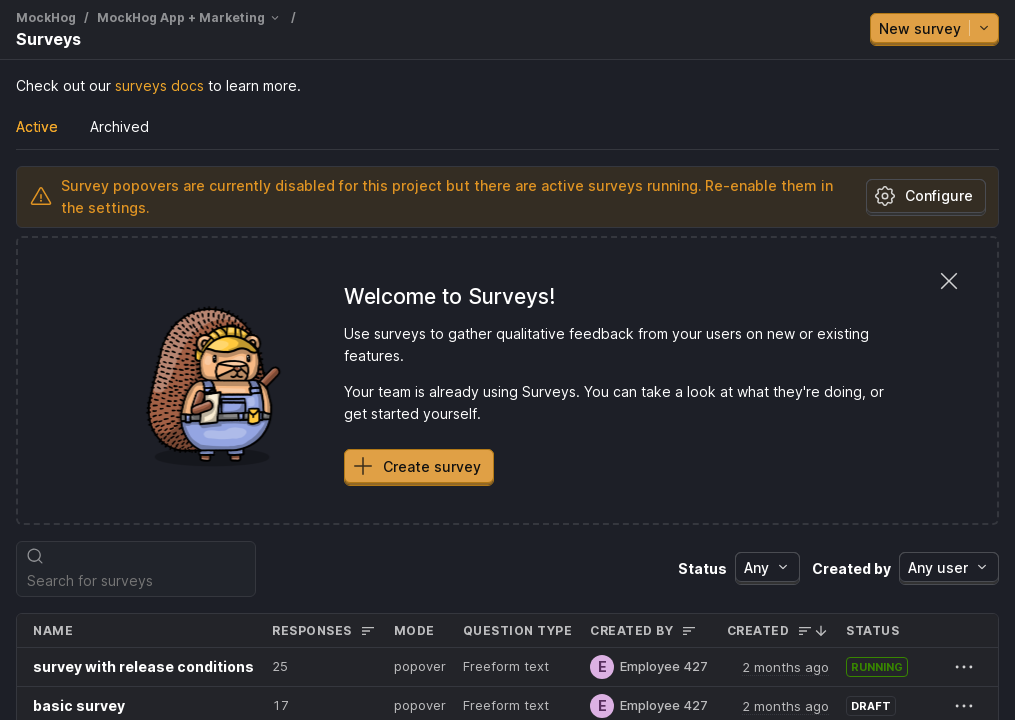 MockHog / MockHog App + Marketing /
Surveys
New survey
Check out our surveys docs to learn more.
Active Archived
Survey popovers are currently disabled for this project but there are active surveys running. Re-enable them in
the settings.
Configure
Welcome to Surveys!
Use surveys to gather qualitative feedback from your users on new or existing
features.
Your team is already using Surveys. You can take a look at what they're doing, or
get started yourself.
Create survey
Search for surveys
Status Any Created by Any user
NAME RESPONSES MODE QUESTION TYPE CREATED BY CREATED STATUS
survey with release conditions 25 popover Freeform text E Employee 427 2 months ago RUNNING
basic survey 17 popover Freeform text E Employee 427 2 months ago DRAFT